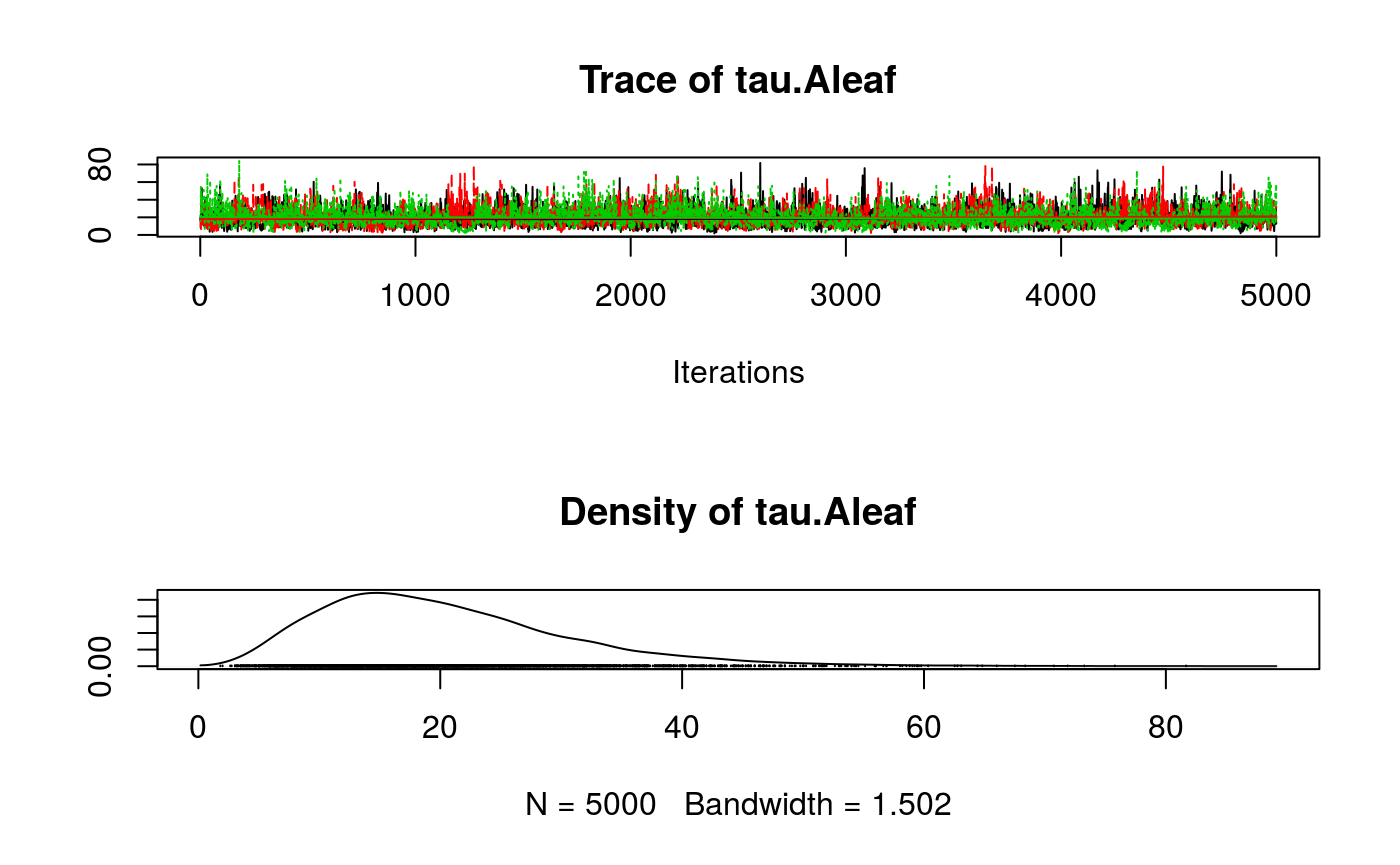 Trace of tau.Aleaf
80
0
0 1000 2000 3000 4000 5000
Iterations
Density of tau.Aleaf
0.00
0 20 40 60 80
N = 5000 Bandwidth = 1.502